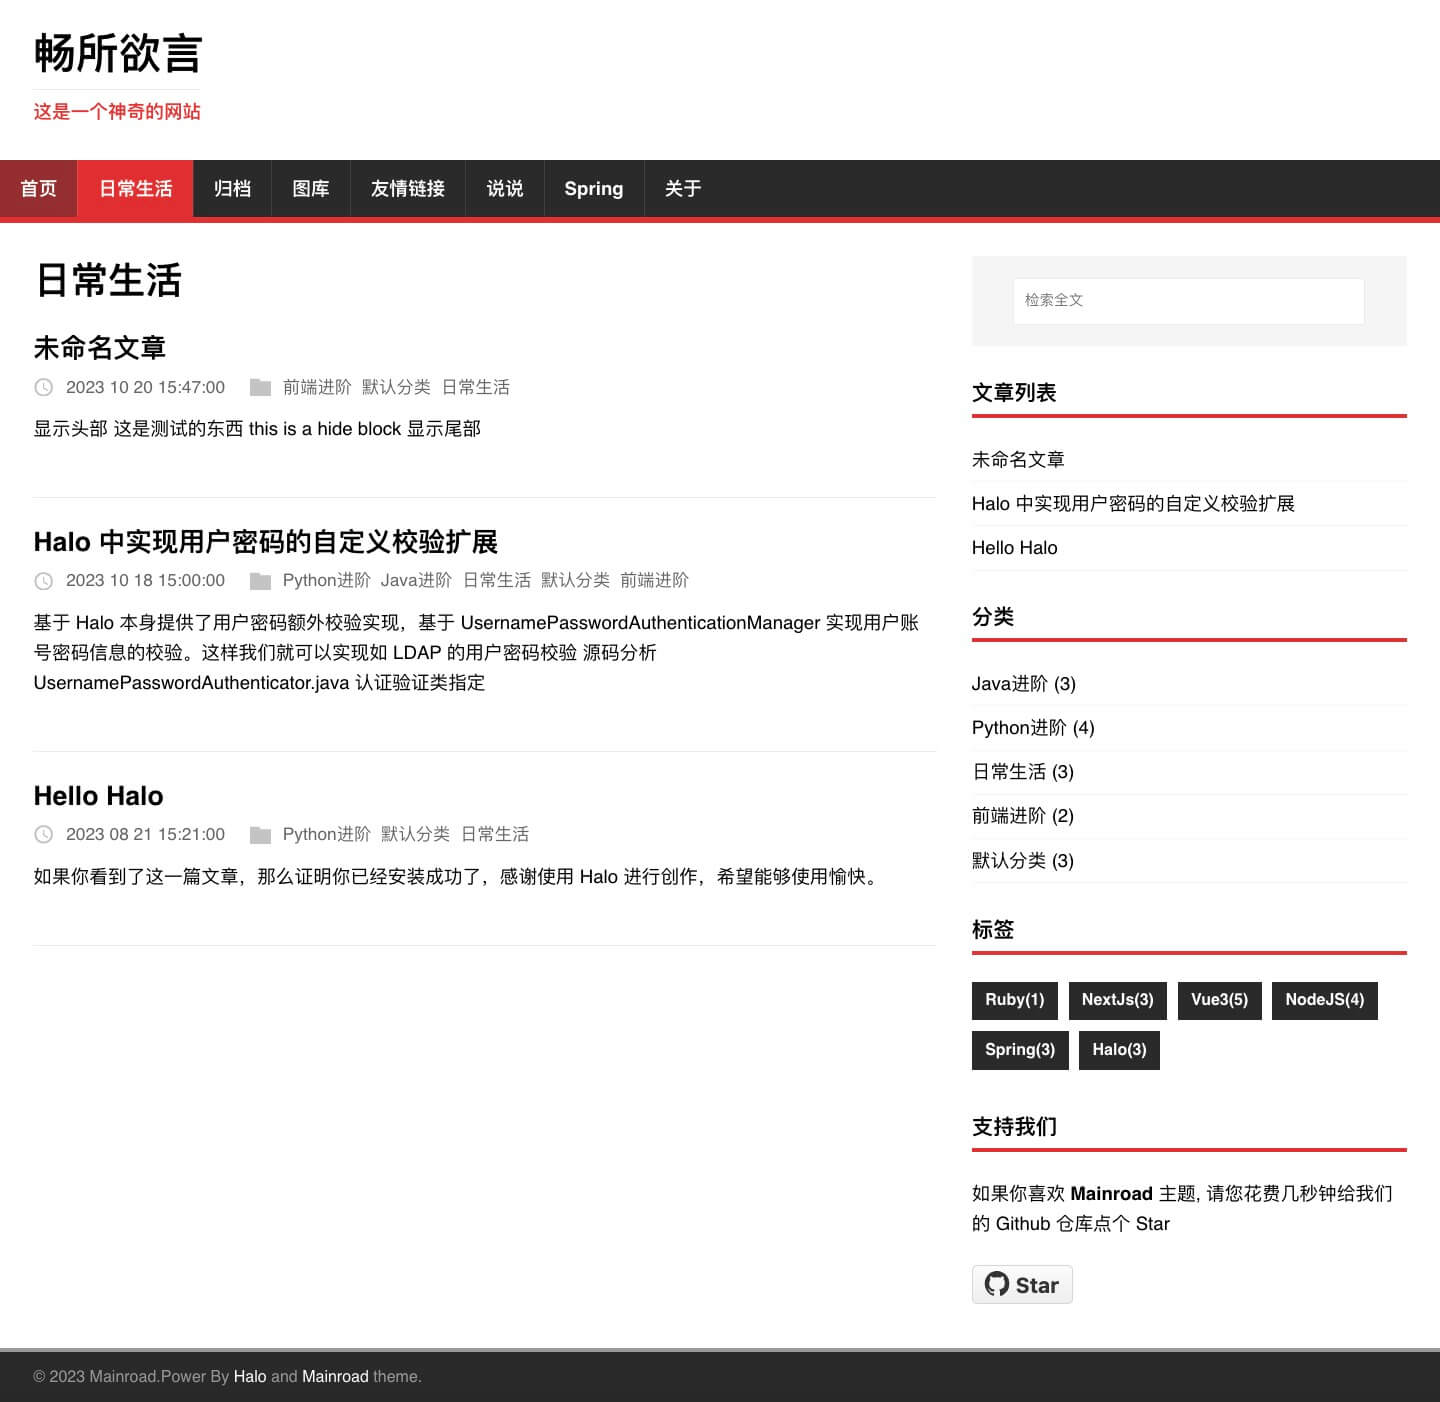 畅所欲言
这是一个神奇的网站
首页 日常生活 归档 图库 友情链接 说说 Spring 关于
日常生活
未命名文章
2023 10 20 15:47:00 前端进阶 默认分类 日常生活
显示头部 这是测试的东西 this is a hide block 显示尾部
Halo 中实现用户密码的自定义校验扩展
2023 10 18 15:00:00 Python进阶 Java进阶 日常生活 默认分类 前端进阶
基于 Halo 本身提供了用户密码额外校验实现，基于 UsernamePasswordAuthenticationManager 实现用户账
号密码信息的校验。这样我们就可以实现如 LDAP 的用户密码校验 源码分析
UsernamePasswordAuthenticator.java 认证验证类指定
Hello Halo
2023 08 21 15:21:00 Python进阶 默认分类 日常生活
如果你看到了这一篇文章，那么证明你已经安装成功了，感谢使用 Halo 进行创作，希望能够使用愉快。
检索全文
文章列表
未命名文章
Halo 中实现用户密码的自定义校验扩展
Hello Halo
分类
Java进阶 (3)
Python进阶 (4)
日常生活 (3)
前端进阶 (2)
默认分类 (3)
标签
Ruby(1) NextJs(3) Vue3(5) NodeJS(4)
Spring(3) Halo(3)
支持我们
如果你喜欢 Mainroad 主题, 请您花费几秒钟给我们
的 Github 仓库点个 Star
Star
© 2023 Mainroad.Power By Halo and Mainroad theme.